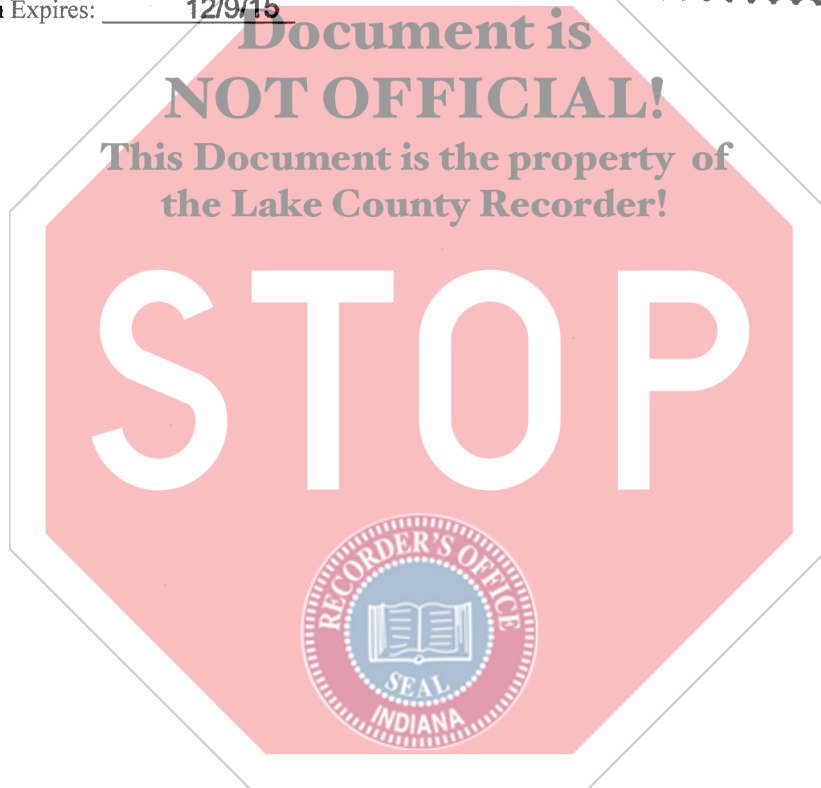 Expires: 12/9/15
Document is
NOT OFFICIAL!
This Document is the property of
the Lake County Recorder!
STOP
RECORDER'S OFFICE
SEAL
INDIANA